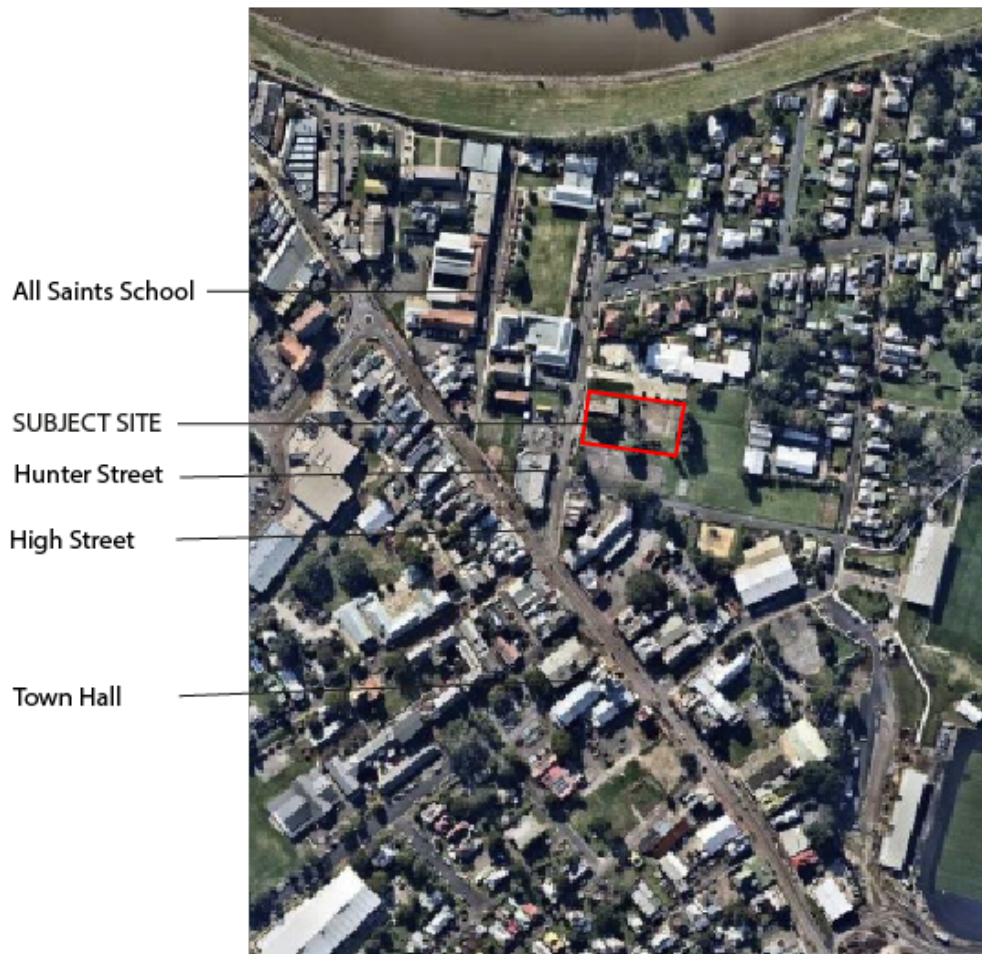 All Saints School
SUBJECT SITE
Hunter Street
High Street
Town Hall